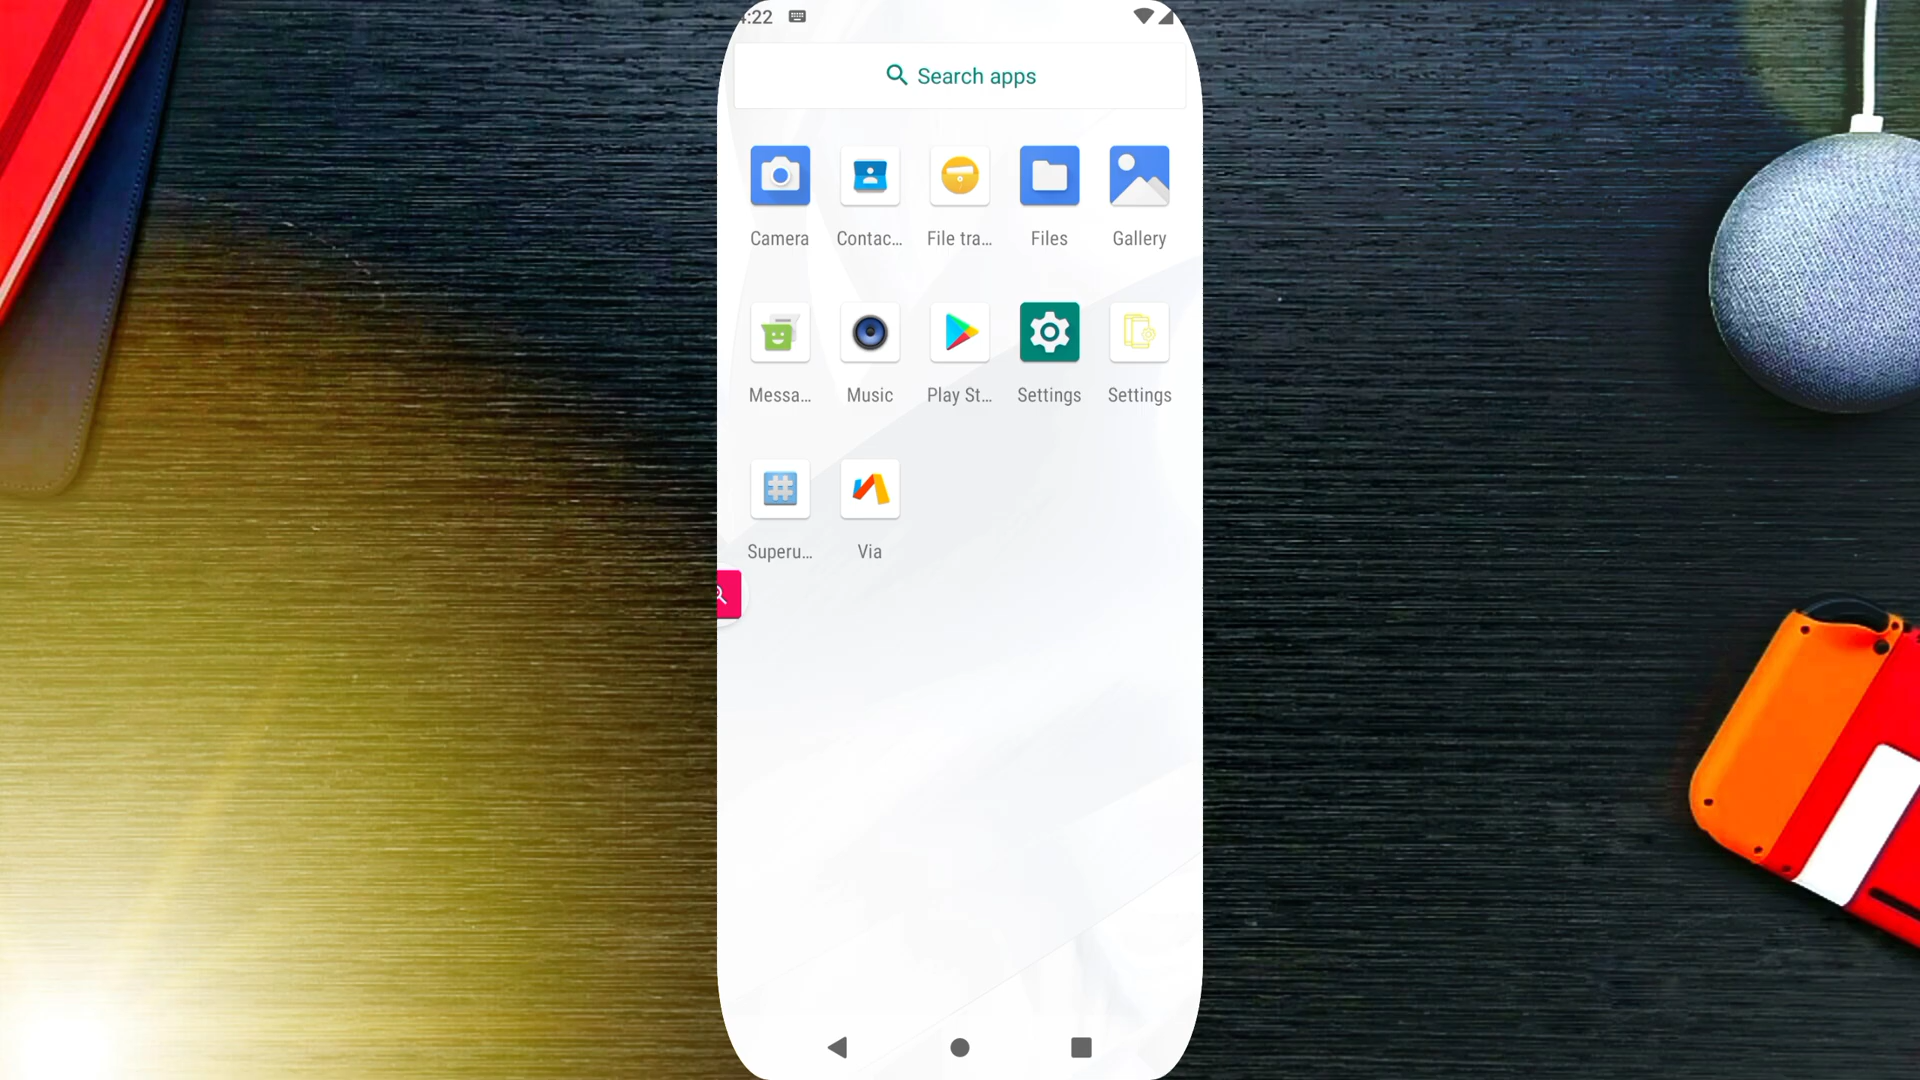 :22
Search apps
Camera
Contac...
File tra...
Files
Gallery
Messa...
Music
Play St...
Settings
Settings
Superu...
Via